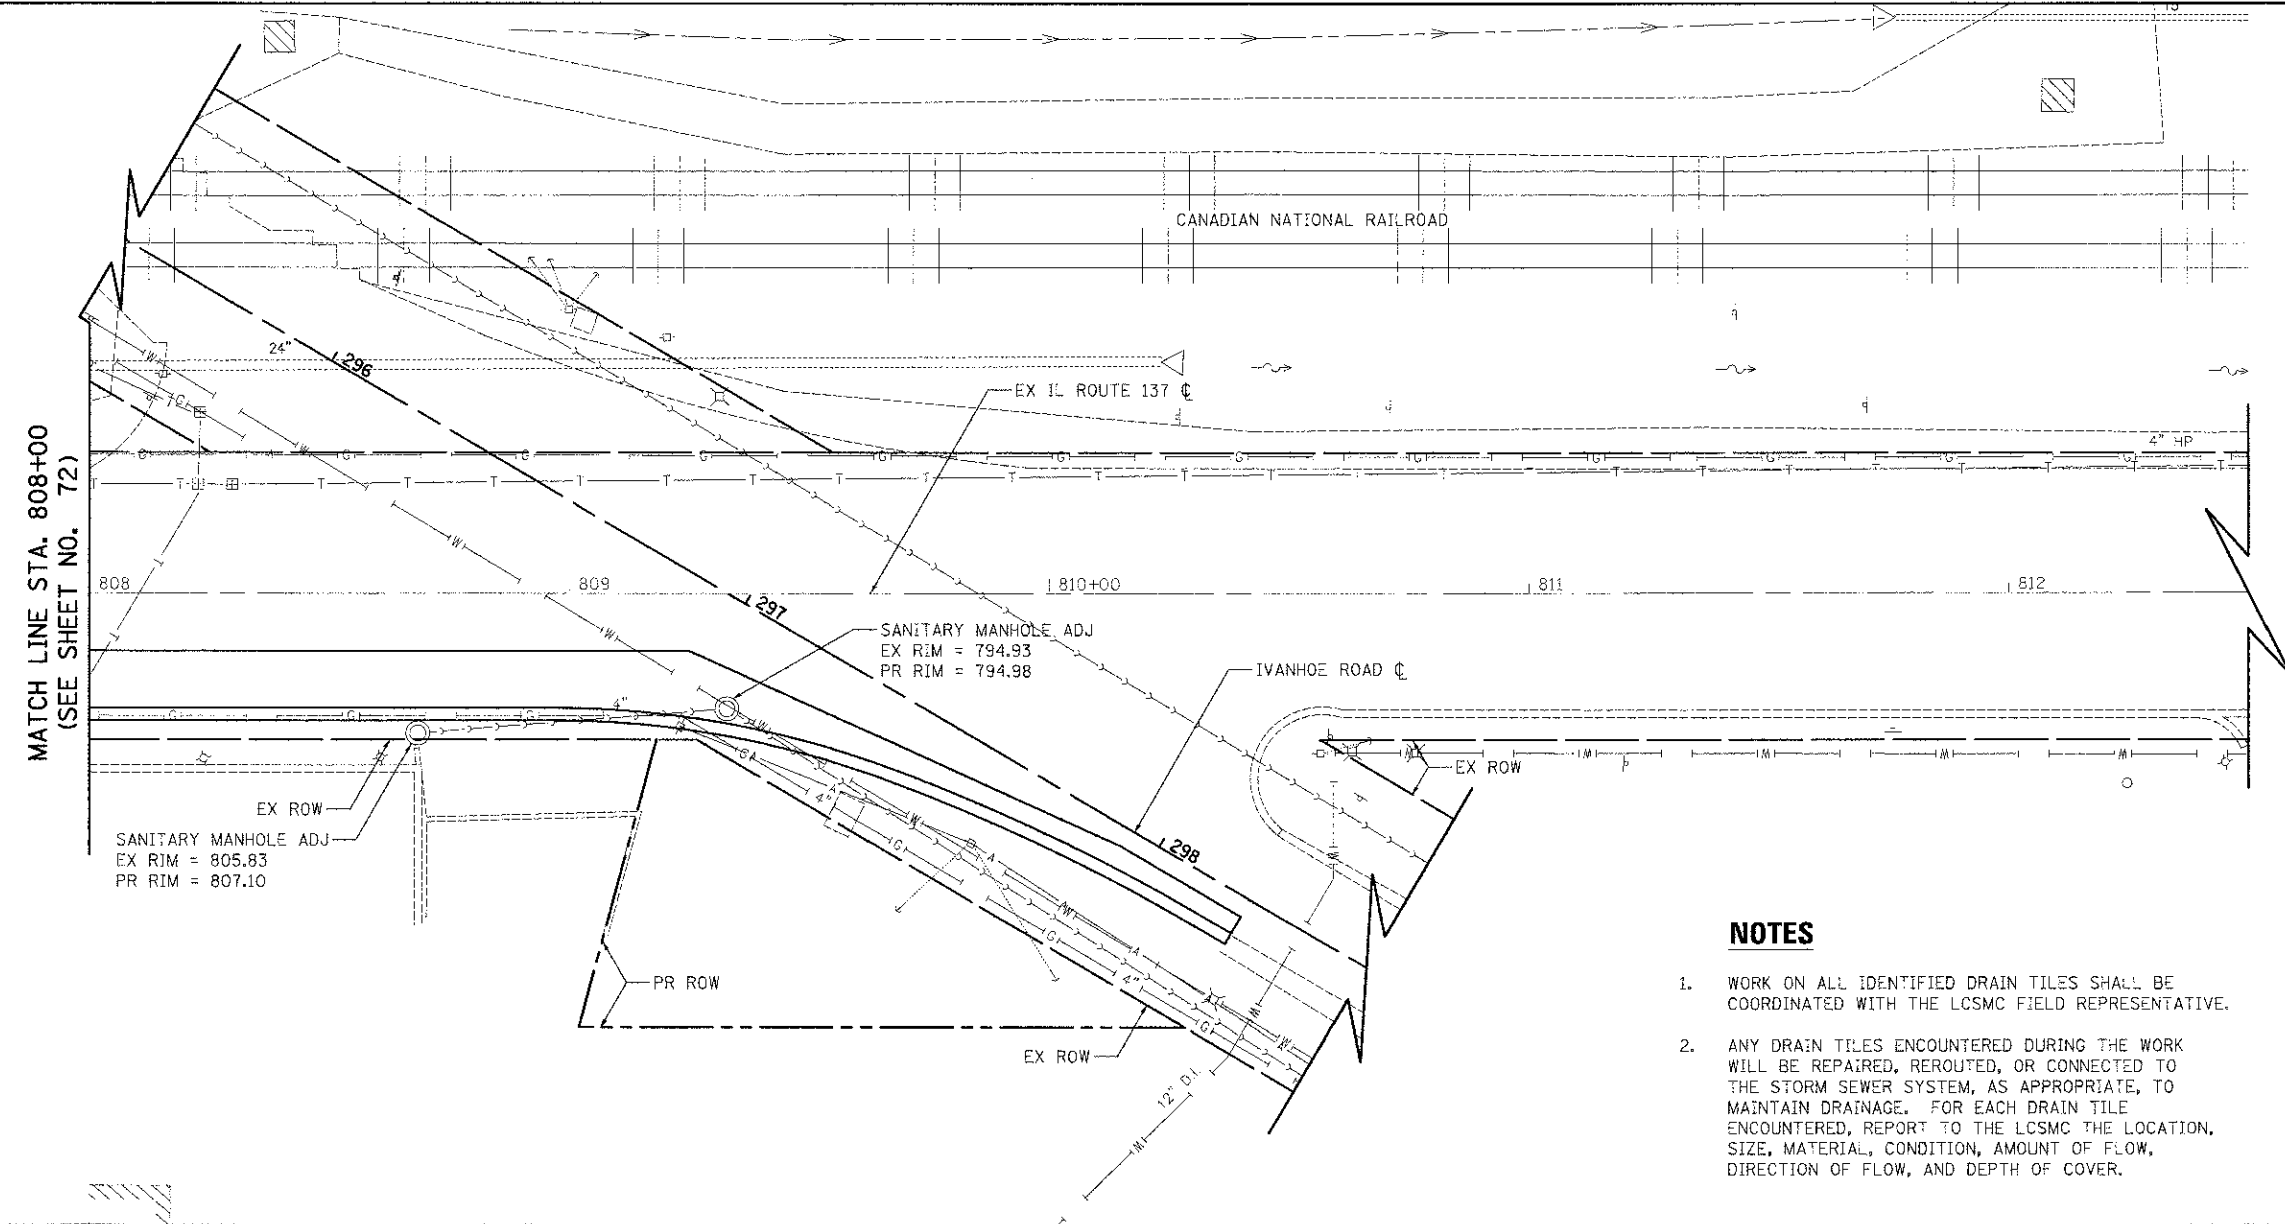 15"
CANADIAN NATIONAL RAILROAD
24"
296
EX IL ROUTE 137 ℄
4" HP
MATCH LINE STA. 808+00
(SEE SHEET NO. 72)
808
809
810+00
811
812
297
SANITARY MANHOLE ADJ
EX RIM = 794.93
PR RIM = 794.98
IVANHOE ROAD ℄
4"
EX ROW
EX ROW
SANITARY MANHOLE ADJ
EX RIM = 805.83
PR RIM = 807.10
4"
298
PR ROW
4"
EX ROW
12" D.I.
NOTES
1. WORK ON ALL IDENTIFIED DRAIN TILES SHALL BE
COORDINATED WITH THE LCSMC FIELD REPRESENTATIVE.
2. ANY DRAIN TILES ENCOUNTERED DURING THE WORK
WILL BE REPAIRED, REROUTED, OR CONNECTED TO
THE STORM SEWER SYSTEM, AS APPROPRIATE, TO
MAINTAIN DRAINAGE. FOR EACH DRAIN TILE
ENCOUNTERED, REPORT TO THE LCSMC THE LOCATION,
SIZE, MATERIAL, CONDITION, AMOUNT OF FLOW,
DIRECTION OF FLOW, AND DEPTH OF COVER.